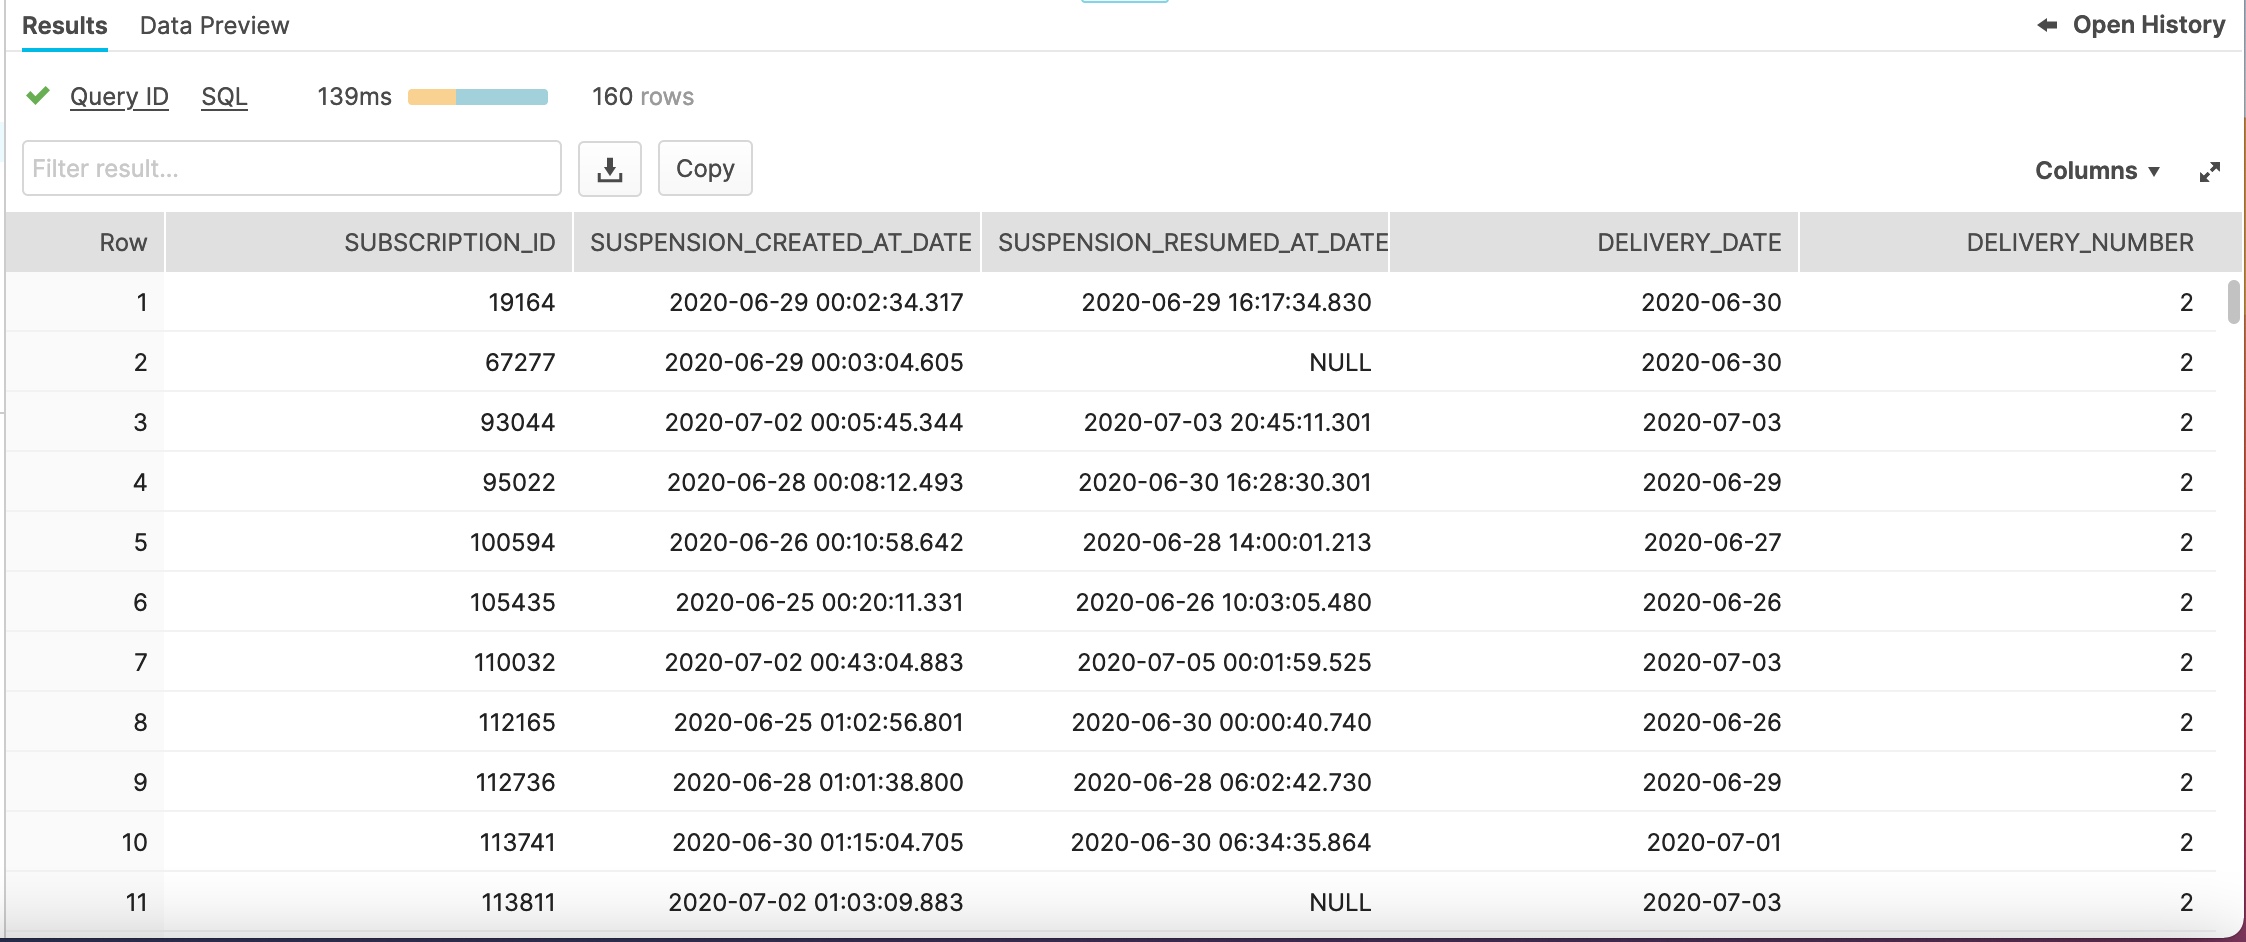 Results Data Preview Open History
Query ID SQL 139ms 160 rows
Filter result... Copy Columns
Row SUBSCRIPTION_ID SUSPENSION_CREATED_AT_DATE SUSPENSION_RESUMED_AT_DATE DELIVERY_DATE DELIVERY_NUMBER
1 19164 2020-06-29 00:02:34.317 2020-06-29 16:17:34.830 2020-06-30 2
2 67277 2020-06-29 00:03:04.605 NULL 2020-06-30 2
3 93044 2020-07-02 00:05:45.344 2020-07-03 20:45:11.301 2020-07-03 2
4 95022 2020-06-28 00:08:12.493 2020-06-30 16:28:30.301 2020-06-29 2
5 100594 2020-06-26 00:10:58.642 2020-06-28 14:00:01.213 2020-06-27 2
6 105435 2020-06-25 00:20:11.331 2020-06-26 10:03:05.480 2020-06-26 2
7 110032 2020-07-02 00:43:04.883 2020-07-05 00:01:59.525 2020-07-03 2
8 112165 2020-06-25 01:02:56.801 2020-06-30 00:00:40.740 2020-06-26 2
9 112736 2020-06-28 01:01:38.800 2020-06-28 06:02:42.730 2020-06-29 2
10 113741 2020-06-30 01:15:04.705 2020-06-30 06:34:35.864 2020-07-01 2
11 113811 2020-07-02 01:03:09.883 NULL 2020-07-03 2